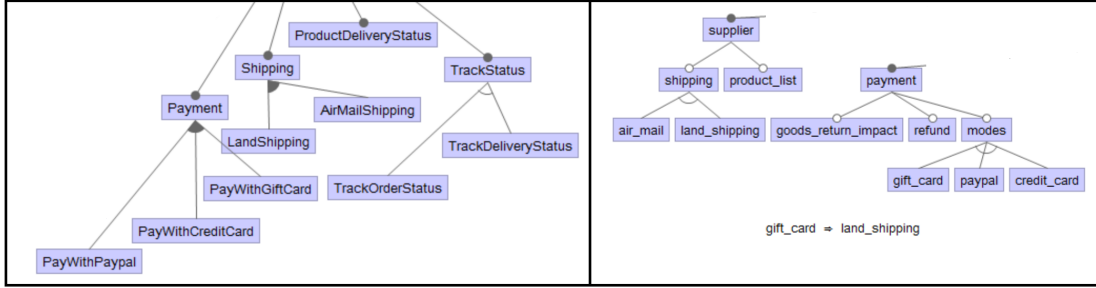 ProductDeliveryStatus
Shipping
TrackStatus
Payment
AirMailShipping
LandShipping
TrackDeliveryStatus
PayWithGiftCard
TrackOrderStatus
PayWithCreditCard
PayWithPaypal
supplier
shipping
product_list
payment
air_mail
land_shipping
goods_return_impact
refund
modes
gift_card
paypal
credit_card
gift_card ⇒ land_shipping